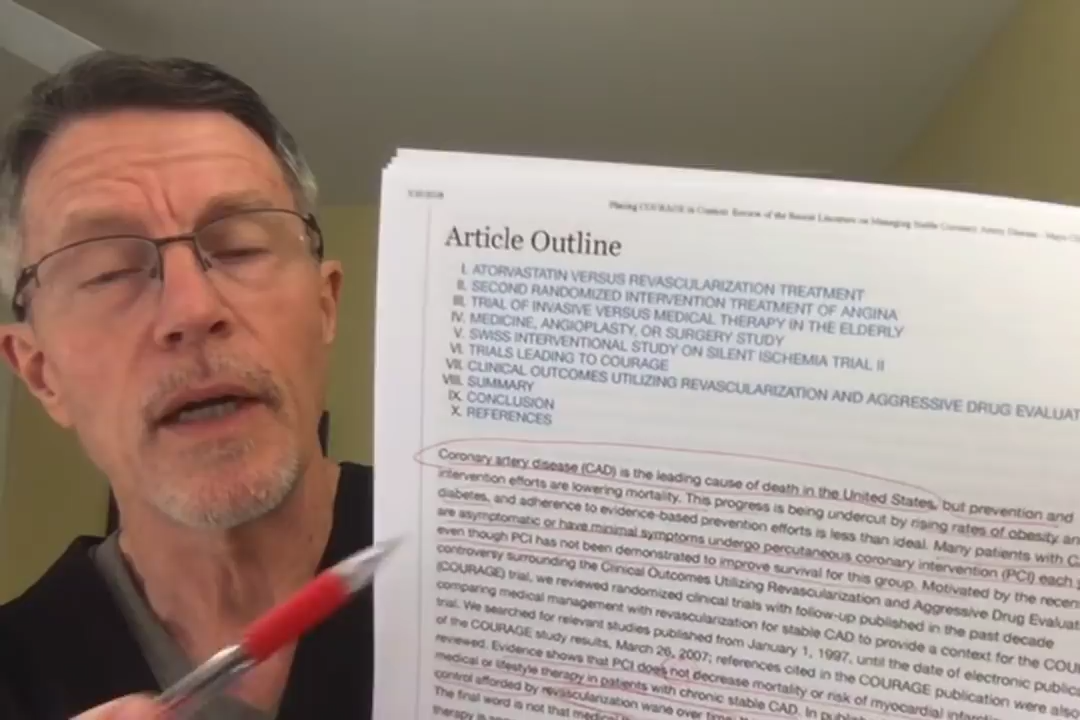 Placing COURAGE in Context: Review of the Recent Literature on Managing Stable Coronary Artery Disease - Mayo
Article Outline
I. ATORVASTATIN VERSUS REVASCULARIZATION TREATMENT
II. SECOND RANDOMIZED INTERVENTION TREATMENT OF ANGINA
III. TRIAL OF INVASIVE VERSUS MEDICAL THERAPY IN THE ELDERLY
IV. MEDICINE, ANGIOPLASTY, OR SURGERY STUDY
V. SWISS INTERVENTIONAL STUDY ON SILENT ISCHEMIA TRIAL II
VI. TRIALS LEADING TO COURAGE
VII. CLINICAL OUTCOMES UTILIZING REVASCULARIZATION AND AGGRESSIVE DRUG EVALUAT
VIII. SUMMARY
IX. CONCLUSION
X. REFERENCES
Coronary artery disease (CAD) is the leading cause of death in the United States, but prevention and
intervention efforts are lowering mortality. This progress is being undercut by rising rates of obesity an
diabetes, and adherence to evidence-based prevention efforts is less than ideal. Many patients with C
are asymptomatic or have minimal symptoms undergo percutaneous coronary intervention (PCI) each
even though PCI has not been demonstrated to improve survival for this group. Motivated by the recen
controversy surrounding the Clinical Outcomes Utilizing Revascularization and Aggressive Drug Evaluat
(COURAGE) trial, we reviewed randomized clinical trials with follow-up published in the past decade
comparing medical management with revascularization for stable CAD to provide a context for the COU
trial. We searched for relevant studies published from January 1, 1997, until the date of electronic public
of the COURAGE study results, March 26, 2007; references cited in the COURAGE publication were also
reviewed. Evidence shows that PCI does not decrease mortality or risk of myocardial infar
medical or lifestyle therapy in patients with chronic stable CAD. In
control afforded by revascularization wane over time.
The final word is not that medical
therapy is